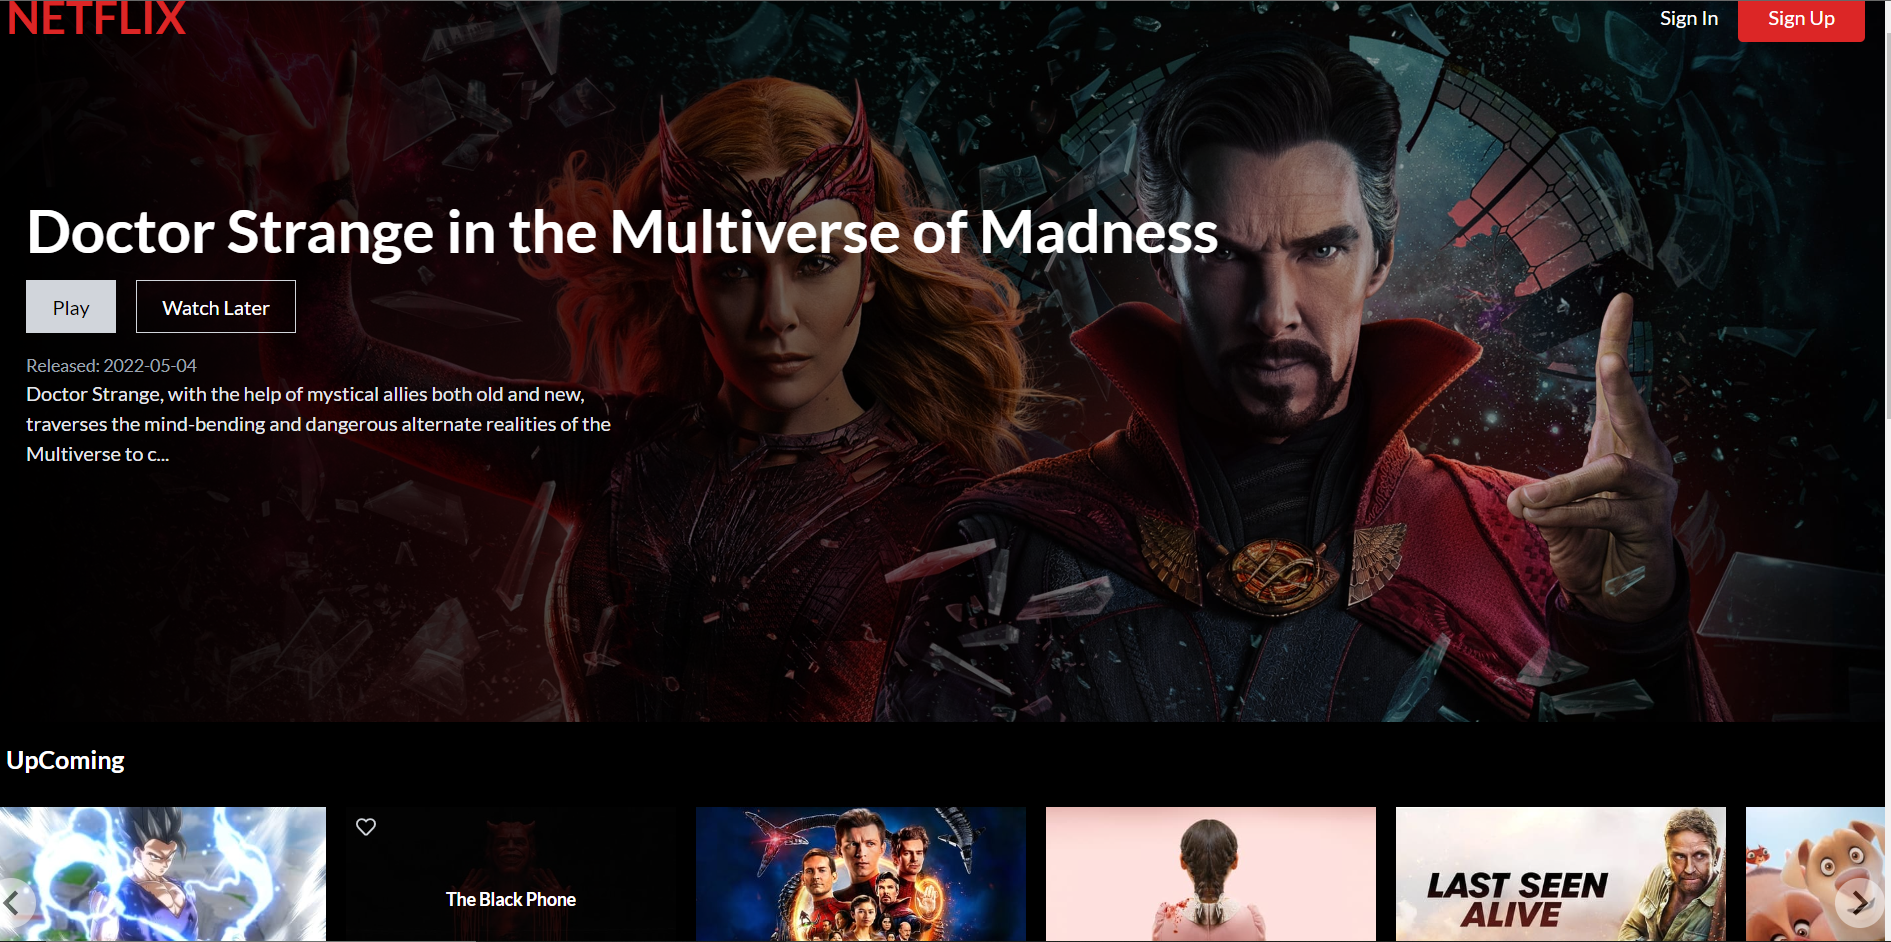 NETFLIX
Sign In
Sign Up
Doctor Strange in the Multiverse of Madness
Play
Watch Later
Released: 2022-05-04
Doctor Strange, with the help of mystical allies both old and new,
traverses the mind-bending and dangerous alternate realities of the
Multiverse to c...
UpComing
The Black Phone
LAST SEEN
ALIVE